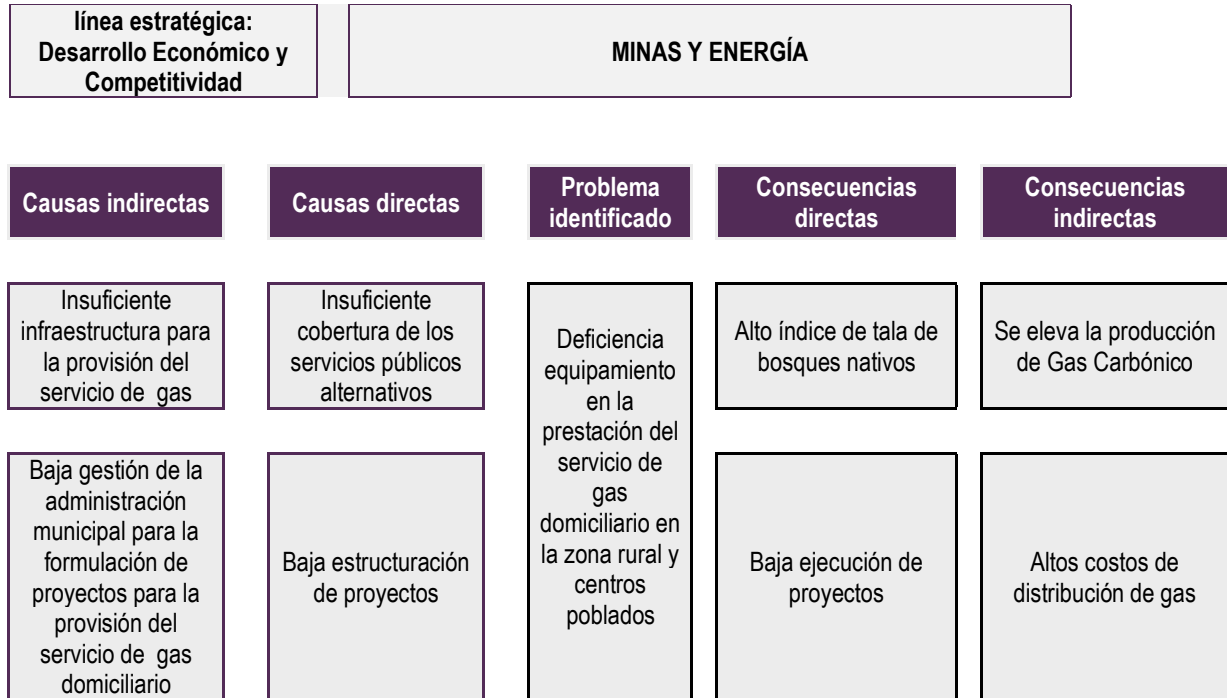 línea estratégica:
Desarrollo Económico y
Competitividad
MINAS Y ENERGÍA
Causas indirectas
Causas directas
Problema
identificado
Consecuencias
directas
Consecuencias
indirectas
Insuficiente
infraestructura para
la provisión del
servicio de gas
Insuficiente
cobertura de los
servicios públicos
alternativos
Deficiencia
equipamiento
en la
prestación del
servicio de
gas
domiciliario en
la zona rural y
centros
poblados
Alto índice de tala de
bosques nativos
Se eleva la producción
de Gas Carbónico
Baja gestión de la
administración
municipal para la
formulación de
proyectos para la
provisión del
servicio de gas
domiciliario
Baja estructuración
de proyectos
Baja ejecución de
proyectos
Altos costos de
distribución de gas